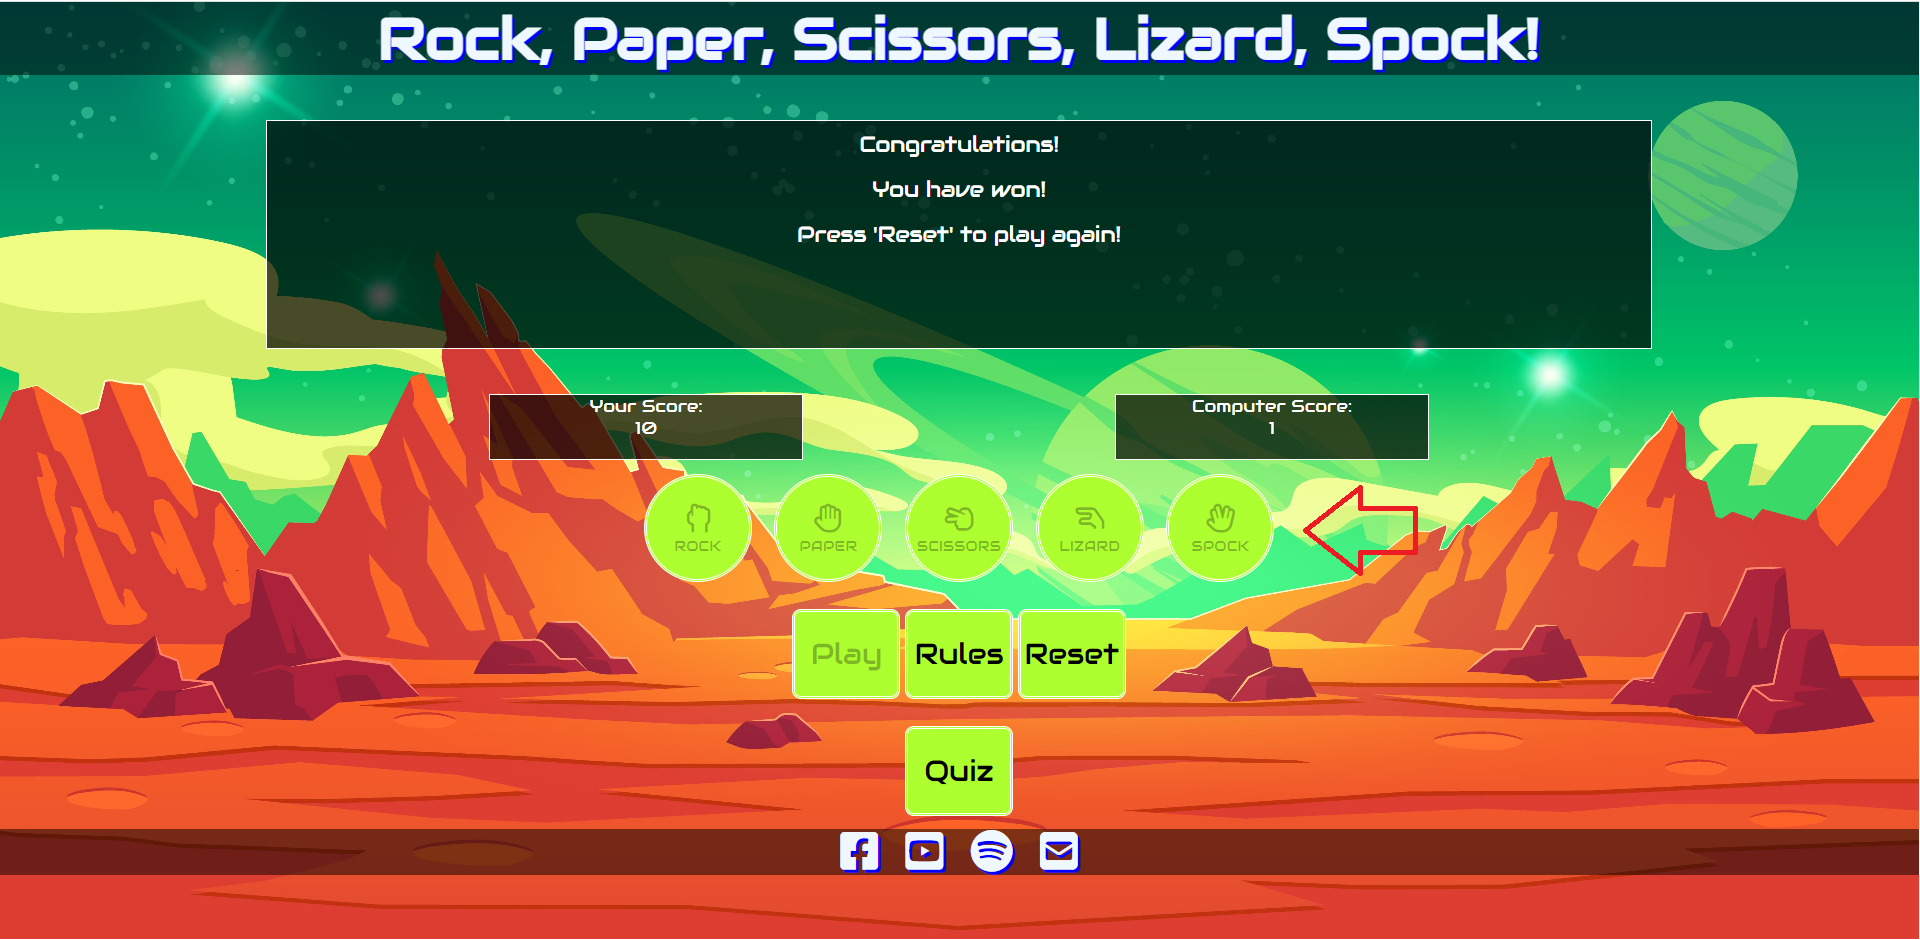 Rock, Paper, Scissors, Lizard, Spock!
Congratulations!
You have won!
Press 'Reset' to play again!
Your Score:
10
Computer Score:
1
ROCK
PAPER
SCISSORS
LIZARD
SPOCK
Play
Rules
Reset
Quiz